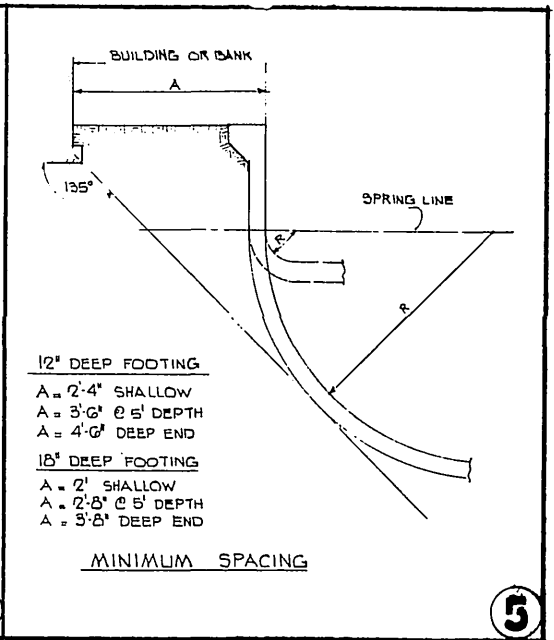 BUILDING OR BANK
A
135°
SPRING LINE
R
R
12" DEEP FOOTING
A = 2'-4" SHALLOW
A = 3'-6" @ 5' DEPTH
A = 4'-6" DEEP END
18" DEEP FOOTING
A = 2' SHALLOW
A = 2'-8" @ 5' DEPTH
A = 3'-8" DEEP END
MINIMUM SPACING
5